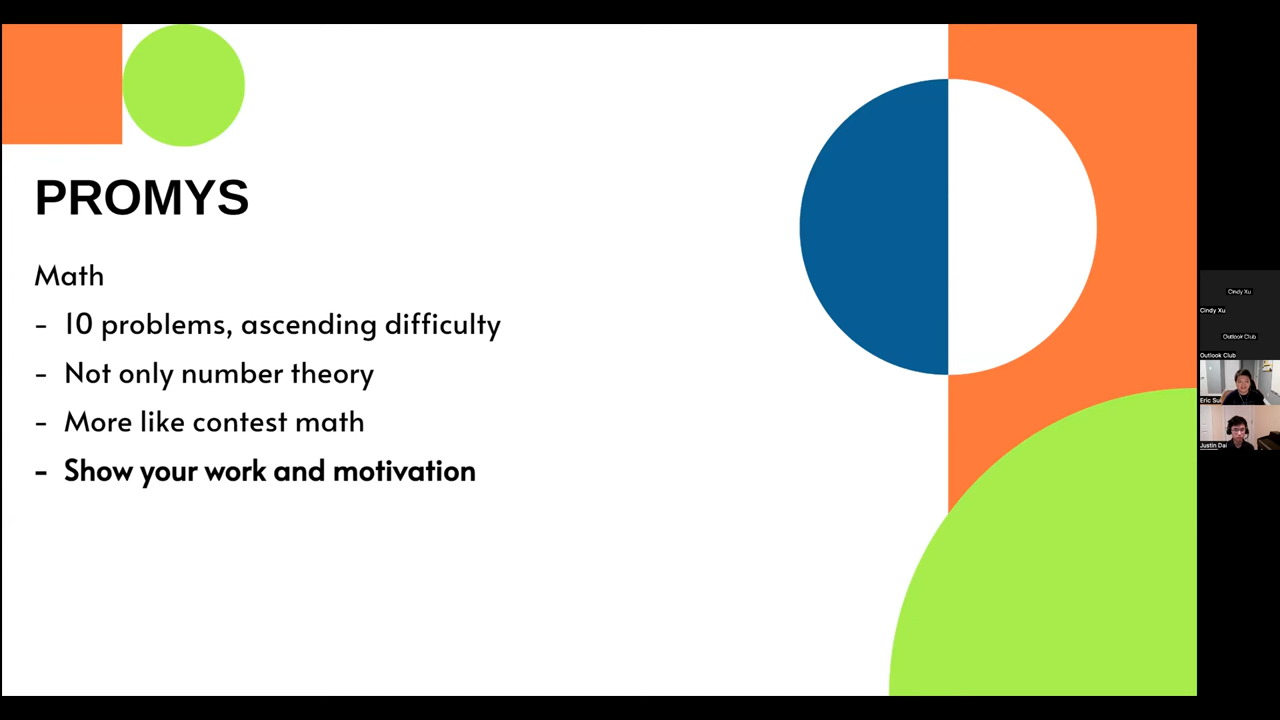 PROMYS
Math
- 10 problems, ascending difficulty
- Not only number theory
- More like contest math
- Show your work and motivation
Cindy Xu
Cindy Xu
Outlook Club
Outlook Club
Eric Sui
Justin Dai